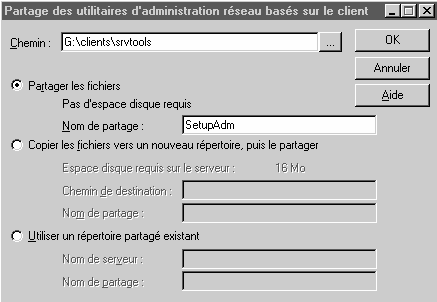 Partage des utilitaires d'administration réseau basés sur le client
Chemin : G:\clients\srvtools ... OK
Annuler
Partager les fichiers Aide
Pas d'espace disque requis
Nom de partage : SetupAdm
Copier les fichiers vers un nouveau répertoire, puis le partager
Espace disque requis sur le serveur : 16 Mo
Chemin de destination :
Nom de partage :
Utiliser un répertoire partagé existant
Nom de serveur :
Nom de partage :